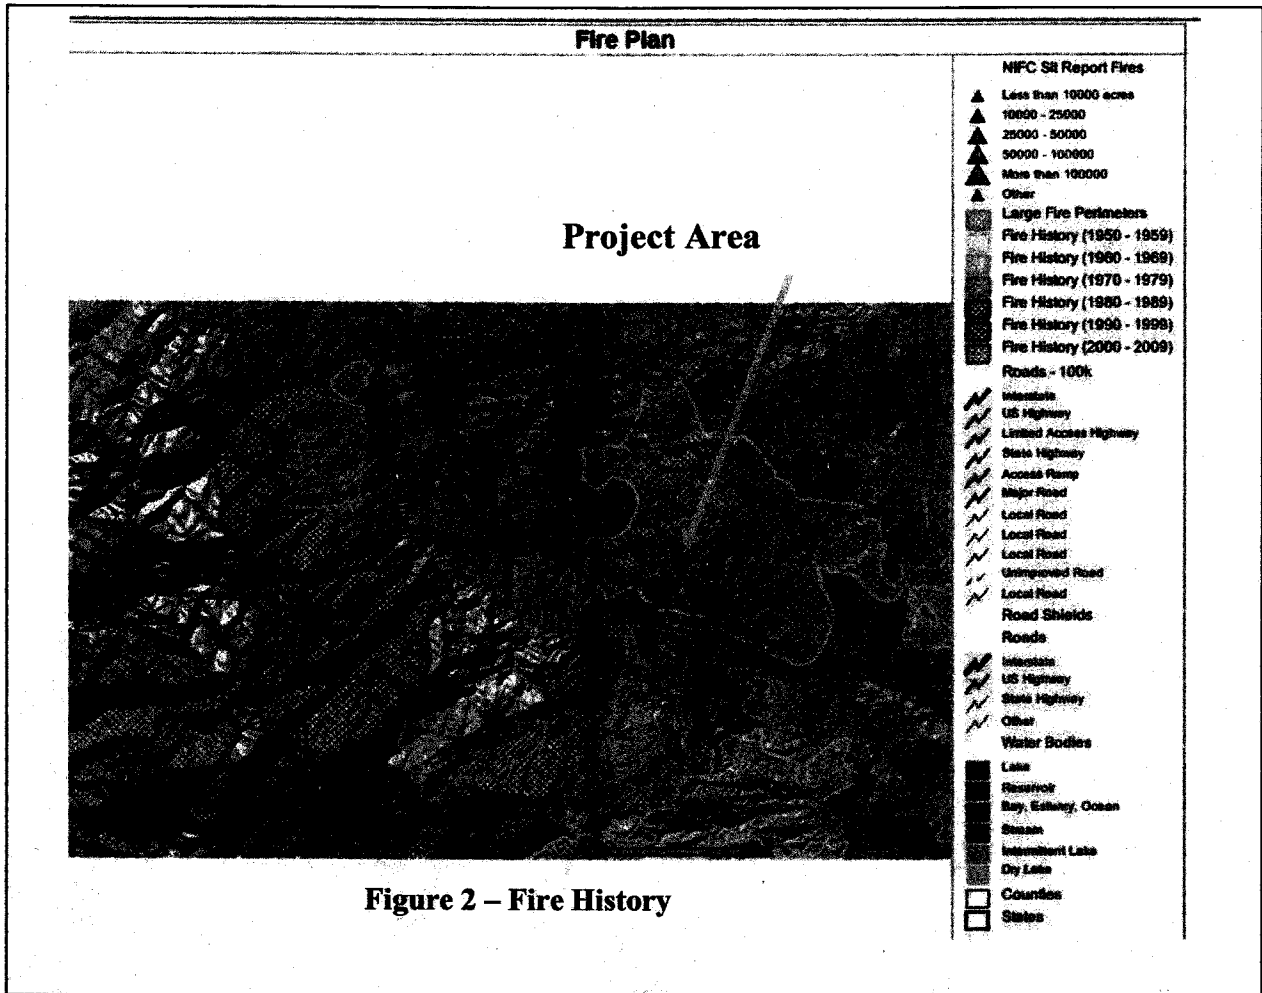 Fire Plan
Project Area
NIFC Sit Report Fires
Less than 10000 acres
10000 - 25000
25000 - 50000
50000 - 100000
More than 100000
Other
Large Fire Perimeters
Fire History (1950 - 1959)
Fire History (1960 - 1969)
Fire History (1970 - 1979)
Fire History (1980 - 1989)
Fire History (1990 - 1999)
Fire History (2000 - 2009)
Roads - 100k
Interstate
US Highway
Limited Access Highway
State Highway
Access Ramp
Major Road
Local Road
Local Road
Local Road
Unimproved Road
Local Road
Road Shields
Roads
Interstate
US Highway
State Highway
Other
Water Bodies
Lake
Reservoir
Bay, Estuary, Ocean
Stream
Intermittent Lake
Dry Lake
Counties
States
Figure 2 – Fire History